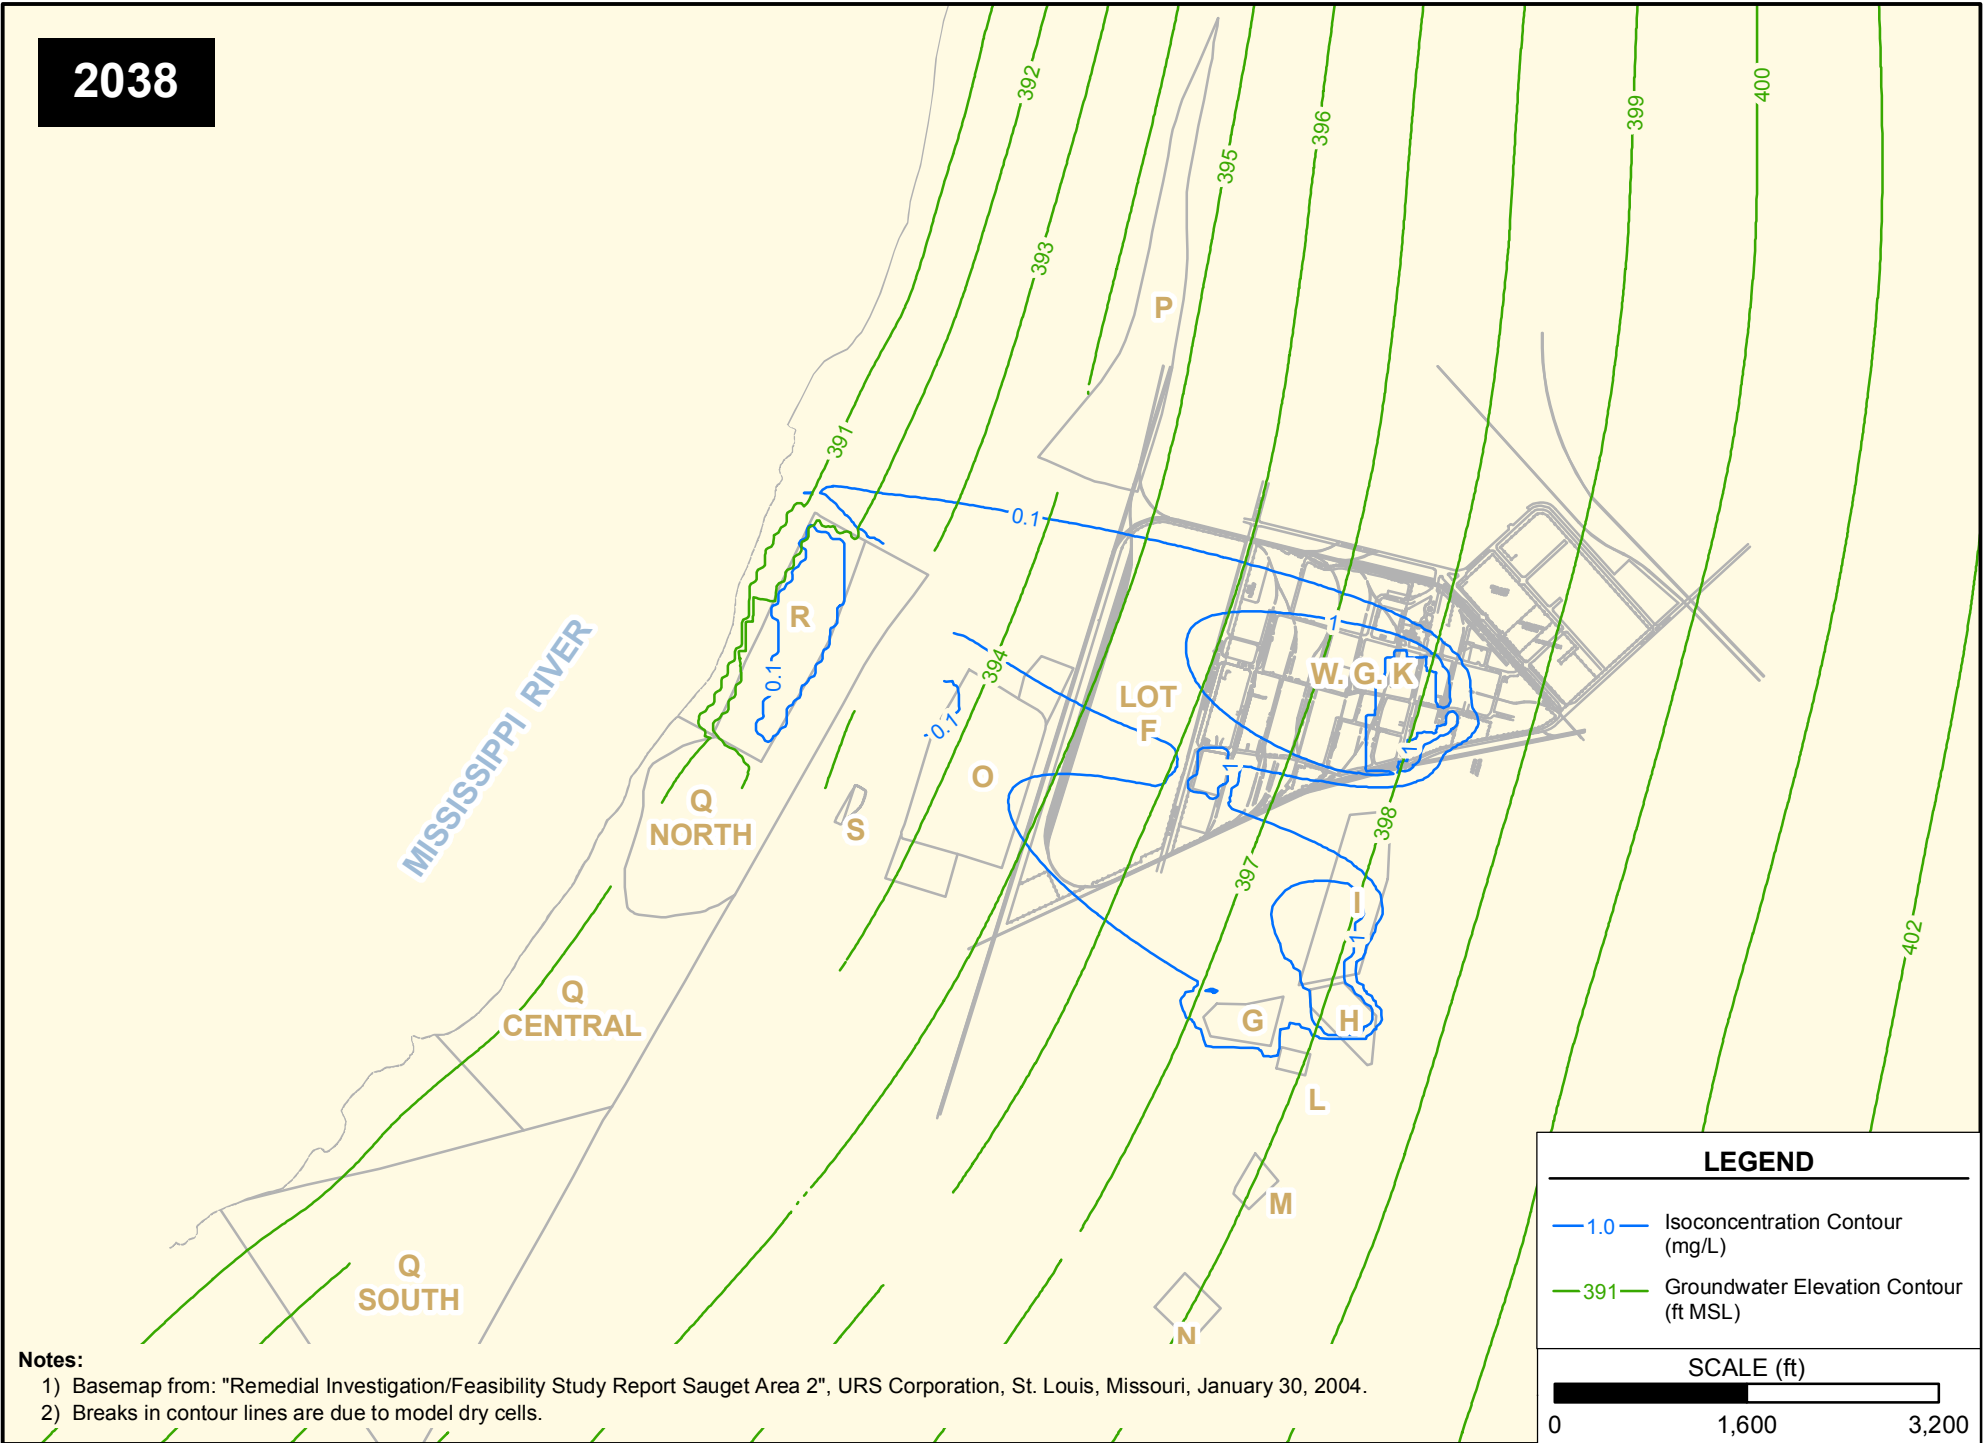 2038
392
396
399
400
395
393
P
391
0.1
R
0.1
394
LOT
F
1
W. G. K
1
1
0.1
O
MISSISSIPPI RIVER
Q
NORTH
S
398
397
I
1
402
Q
CENTRAL
G
H
L
M
N
Q
SOUTH
LEGEND
1.0
Isoconcentration Contour
(mg/L)
391
Groundwater Elevation Contour
(ft MSL)
SCALE (ft)
0
1,600
3,200
Notes:
1) Basemap from: "Remedial Investigation/Feasibility Study Report Sauget Area 2", URS Corporation, St. Louis, Missouri, January 30, 2004.
2) Breaks in contour lines are due to model dry cells.